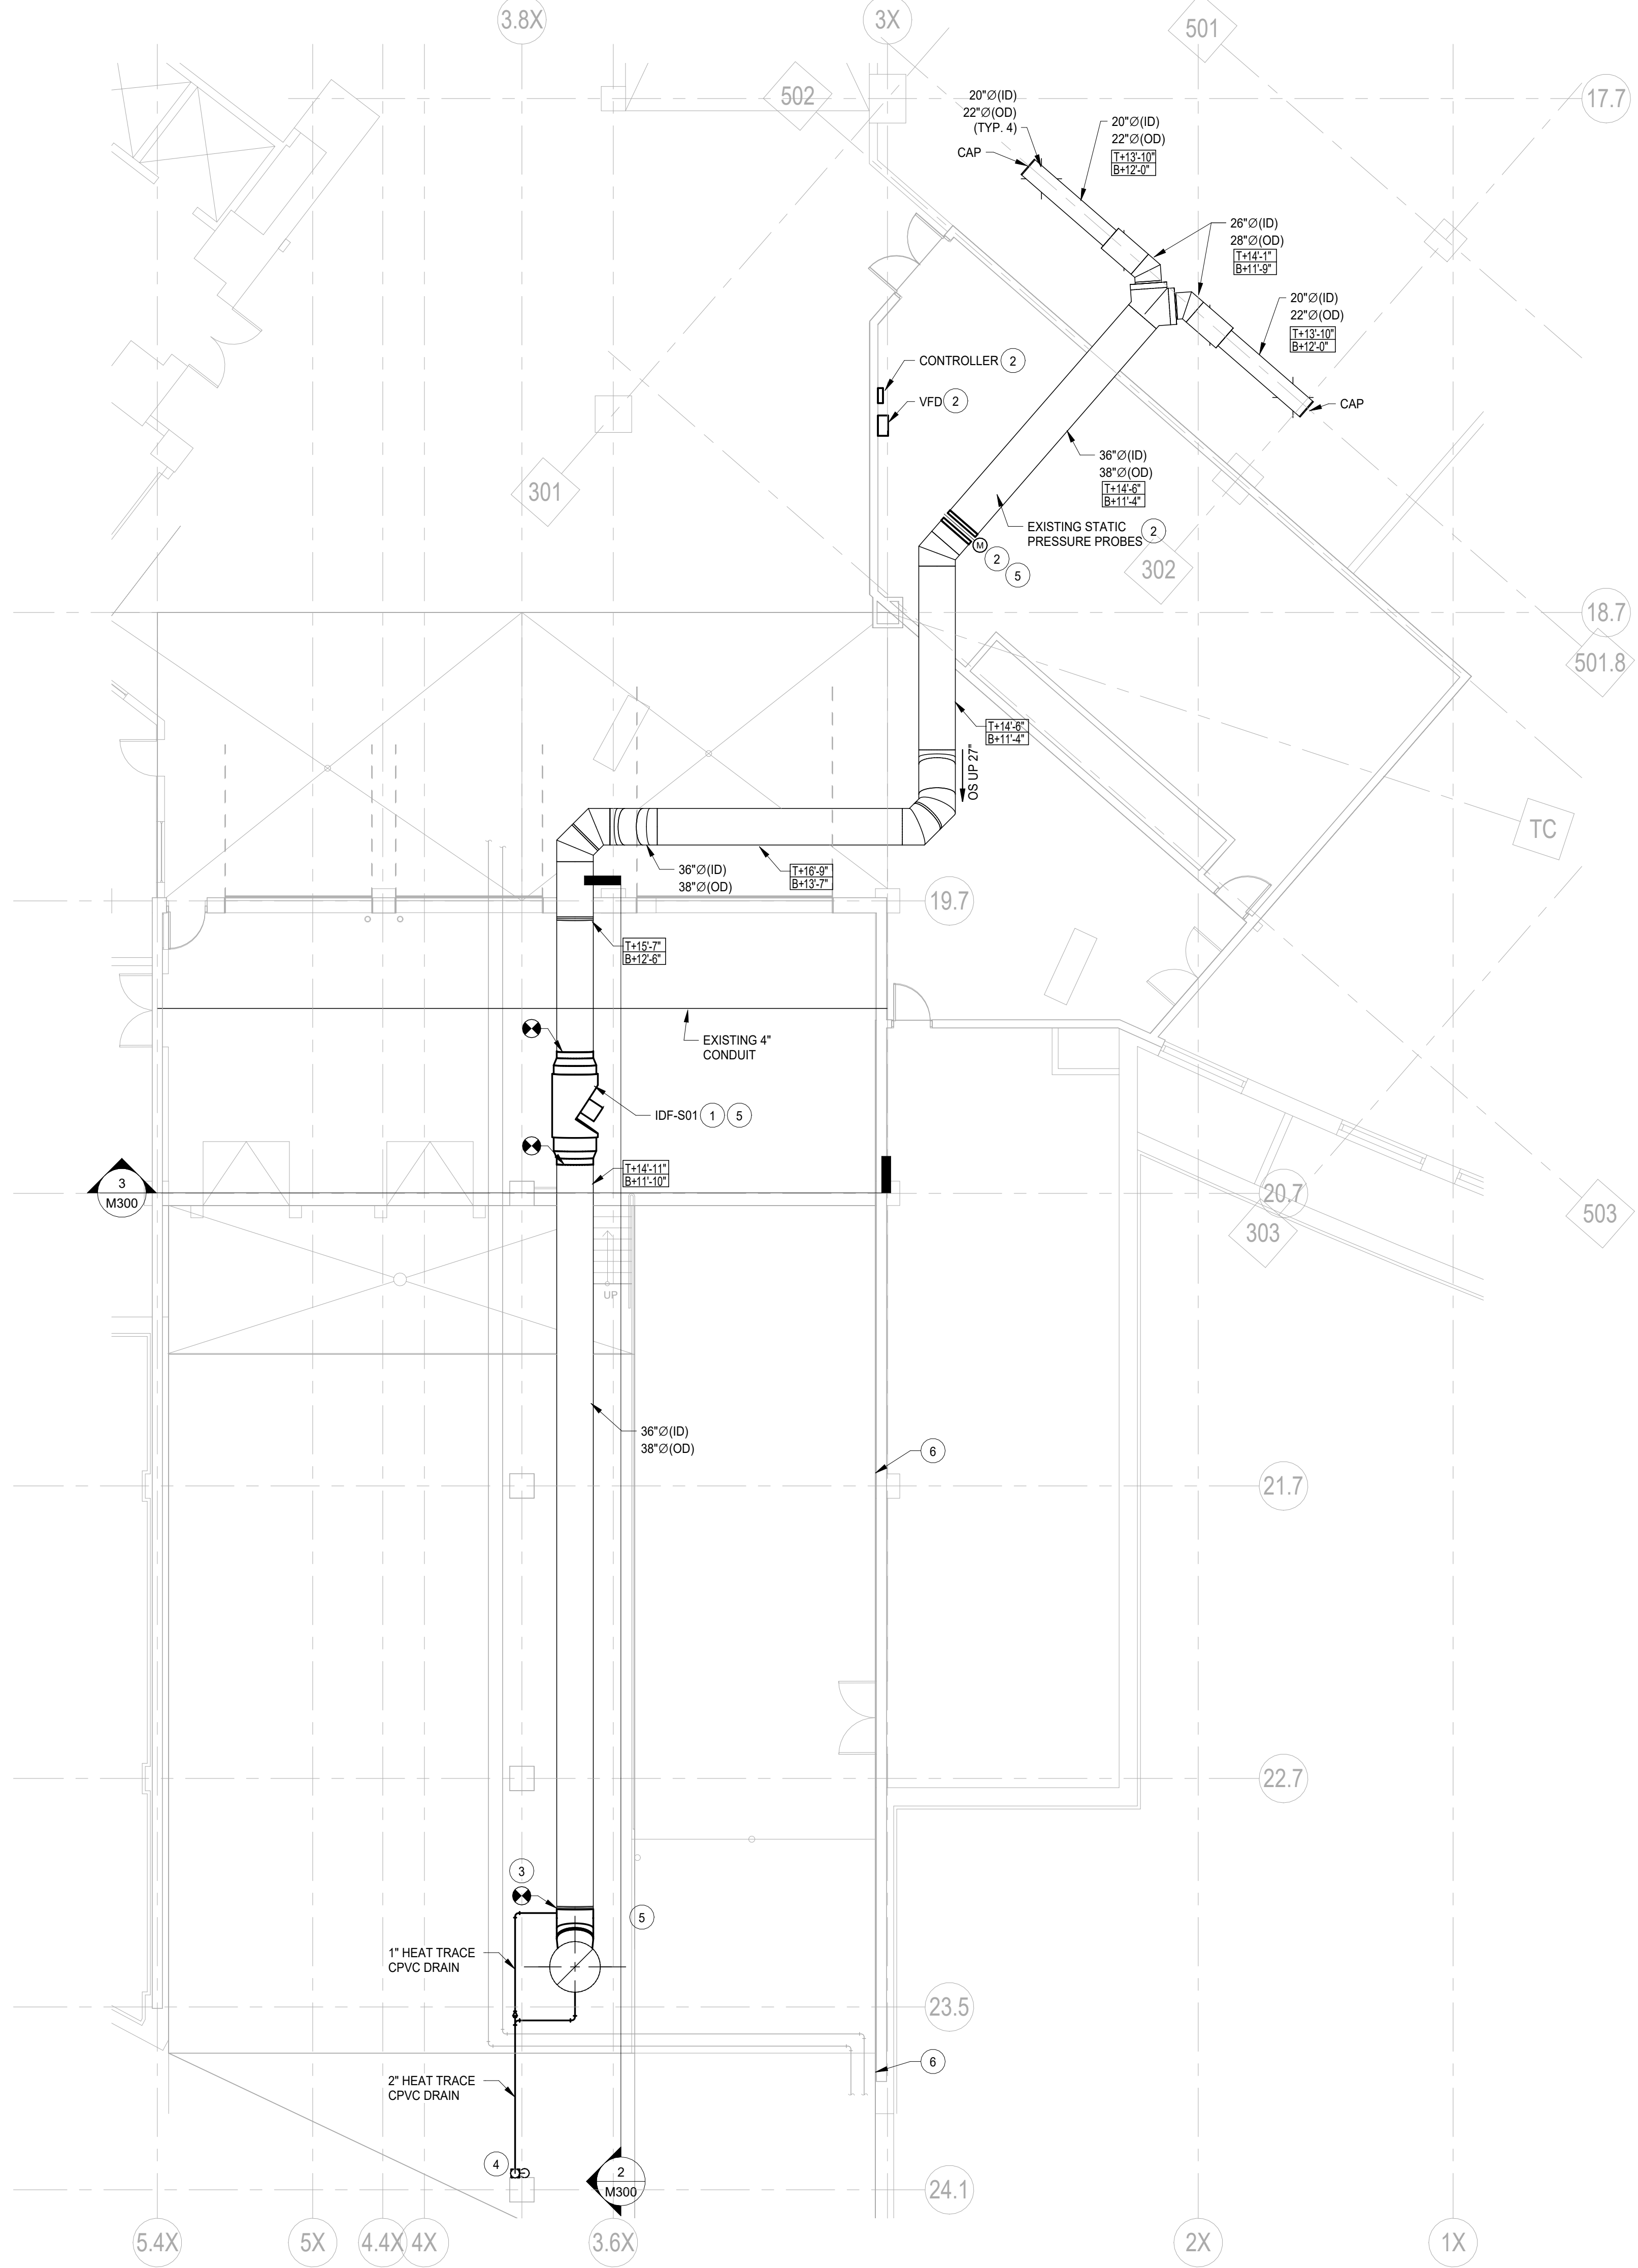 3.8X
3X
501
502
17.7
20"Ø(ID)
22"Ø(OD)
(TYP. 4)
CAP
20"Ø(ID)
22"Ø(OD)
T+13'-10"
B+12'-0"
26"Ø(ID)
28"Ø(OD)
T+14'-1"
B+11'-9"
20"Ø(ID)
22"Ø(OD)
T+13'-10"
B+12'-0"
CAP
CONTROLLER 2
VFD 2
301
36"Ø(ID)
38"Ø(OD)
T+14'-6"
B+11'-4"
EXISTING STATIC
PRESSURE PROBES 2
M
2
5
302
18.7
501.8
T+14'-6"
B+11'-4"
OS UP 27"
TC
36"Ø(ID)
38"Ø(OD)
T+16'-9"
B+13'-7"
19.7
T+15'-7"
B+12'-6"
EXISTING 4"
CONDUIT
IDF-S01 1 5
T+14'-11"
B+11'-10"
3
M300
20.7
303
503
UP
36"Ø(ID)
38"Ø(OD)
6
21.7
22.7
3
5
1" HEAT TRACE
CPVC DRAIN
23.5
6
2" HEAT TRACE
CPVC DRAIN
4
2
M300
24.1
5.4X
5X
4.4X
4X
3.6X
2X
1X